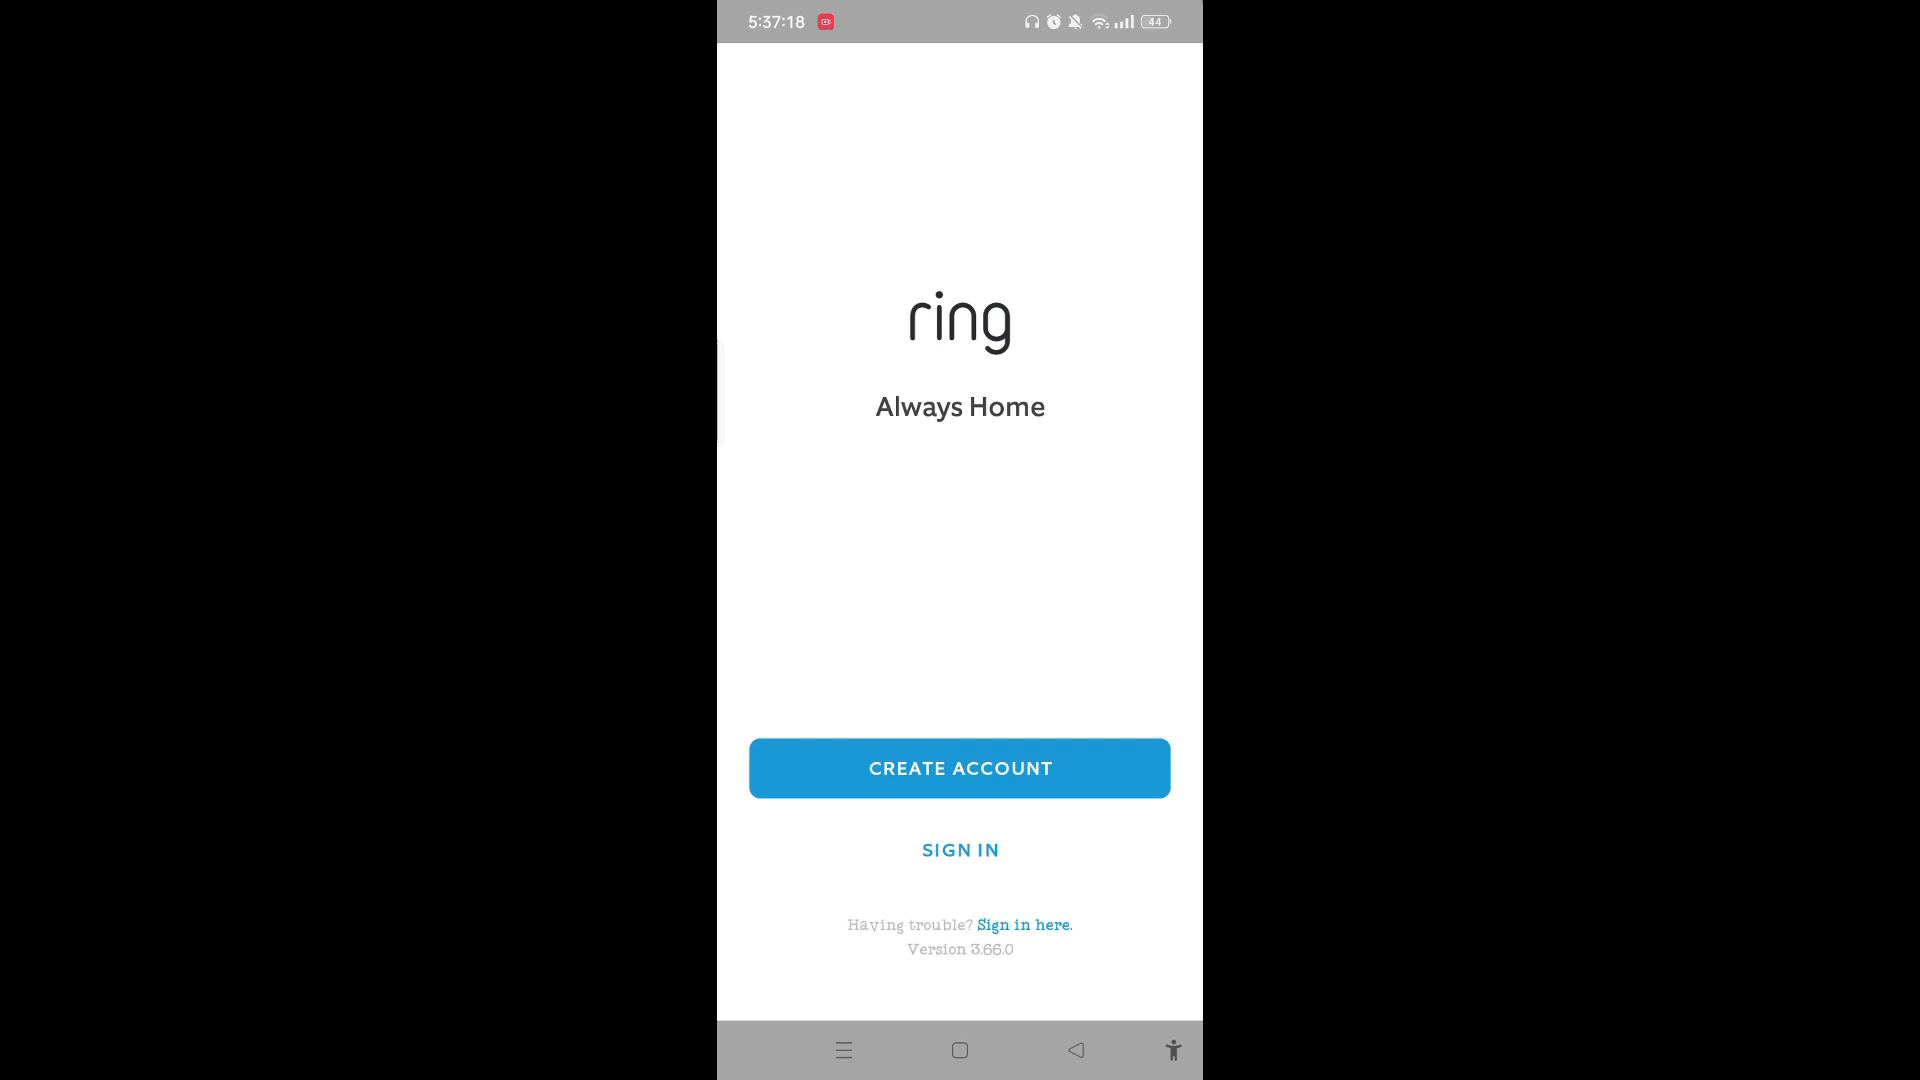 5:37:18
44
ring
Always Home
CREATE ACCOUNT
SIGN IN
Having trouble? Sign in here.
Version 3.66.0